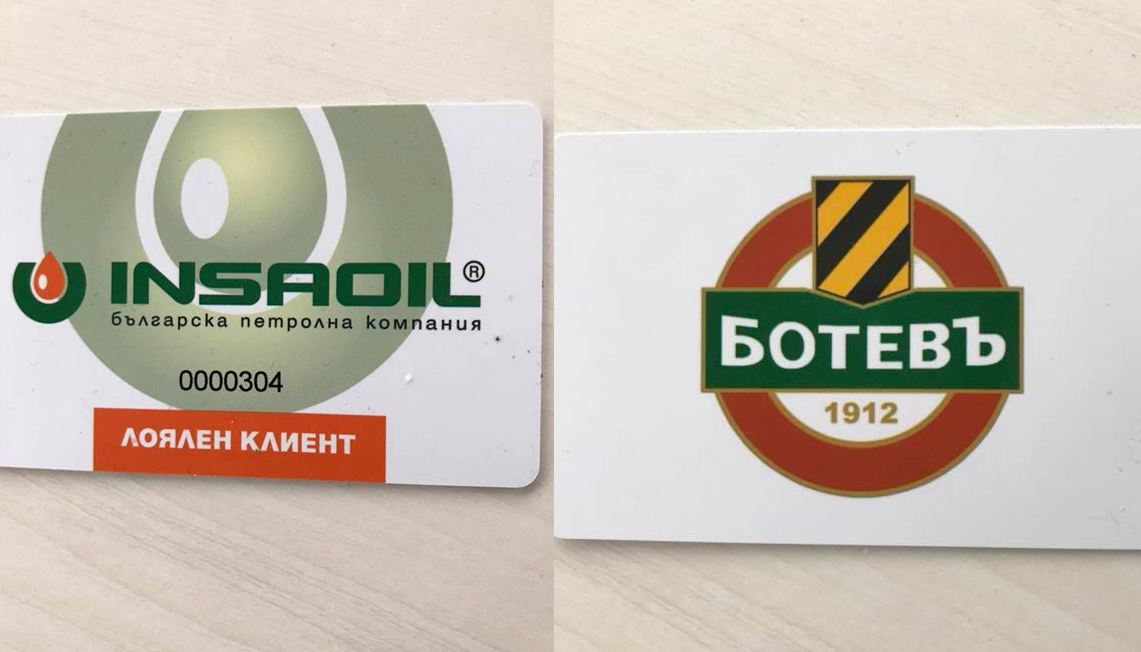 INSAOIL®
българска петролна компания
0000304
ЛОЯЛЕН КЛИЕНТ
БОТЕВЪ
1912